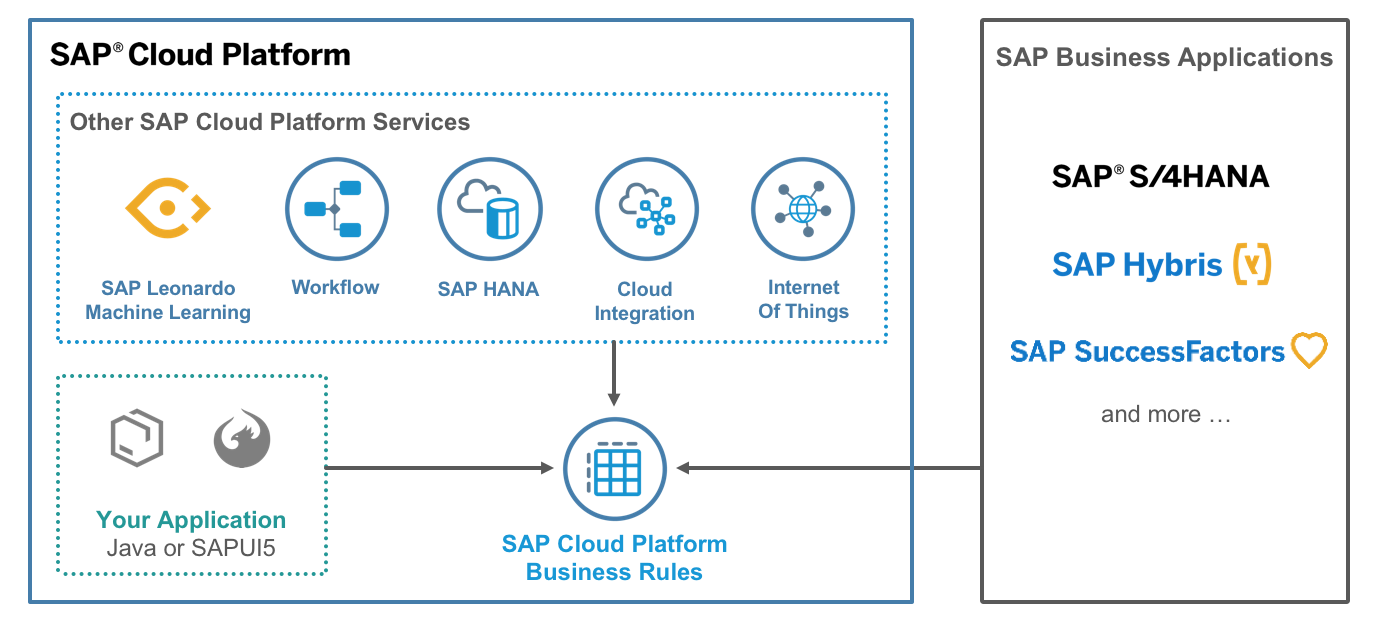 SAP® Cloud Platform
Other SAP Cloud Platform Services
SAP Leonardo
Machine Learning
Workflow
SAP HANA
Cloud
Integration
Internet
Of Things
Your Application
Java or SAPUI5
SAP Cloud Platform
Business Rules
SAP Business Applications
SAP® S/4HANA
SAP Hybris
SAP SuccessFactors
and more …